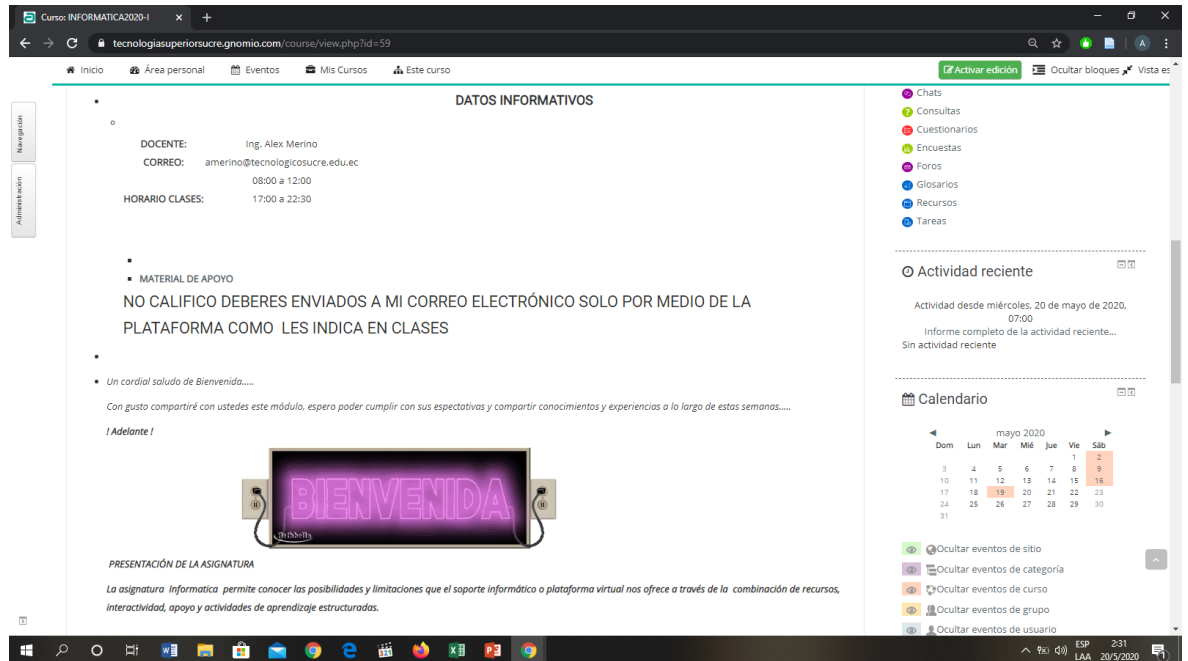 Curso: INFORMATICA2020-I
tecnologiasuperiorsucre.gnomio.com/course/view.php?id=59
A
Inicio Área personal Eventos Mis Cursos Este curso
Activar edición Ocultar bloques Vista es
Navegación
Administración
DATOS INFORMATIVOS
DOCENTE: Ing. Alex Merino
CORREO: amerino@tecnologicosucre.edu.ec
08:00 a 12:00
HORARIO CLASES: 17:00 a 22:30
MATERIAL DE APOYO
NO CALIFICO DEBERES ENVIADOS A MI CORREO ELECTRÓNICO SOLO POR MEDIO DE LA
PLATAFORMA COMO LES INDICA EN CLASES
Un cordial saludo de Bienvenida.....
Con gusto compartiré con ustedes este módulo, espero poder cumplir con sus espectativas y compartir conocimientos y experiencias a lo largo de estas semanas.....
! Adelante !
BIENVENIDA
PRESENTACIÓN DE LA ASIGNATURA
La asignatura Informatica permite conocer las posibilidades y limitaciones que el soporte informático o plataforma virtual nos ofrece a través de la combinación de recursos,
interactividad, apoyo y actividades de aprendizaje estructuradas.
Chats
Consultas
Cuestionarios
Encuestas
Foros
Glosarios
Recursos
Tareas
Actividad reciente
Actividad desde miércoles, 20 de mayo de 2020,
07:00
Informe completo de la actividad reciente...
Sin actividad reciente
Calendario
mayo 2020
Dom Lun Mar Mié Jue Vie Sáb
1 2
3 4 5 6 7 8 9
10 11 12 13 14 15 16
17 18 19 20 21 22 23
24 25 26 27 28 29 30
31
Ocultar eventos de sitio
Ocultar eventos de categoría
Ocultar eventos de curso
Ocultar eventos de grupo
Ocultar eventos de usuario
ESP 2:31
LAA 20/5/2020